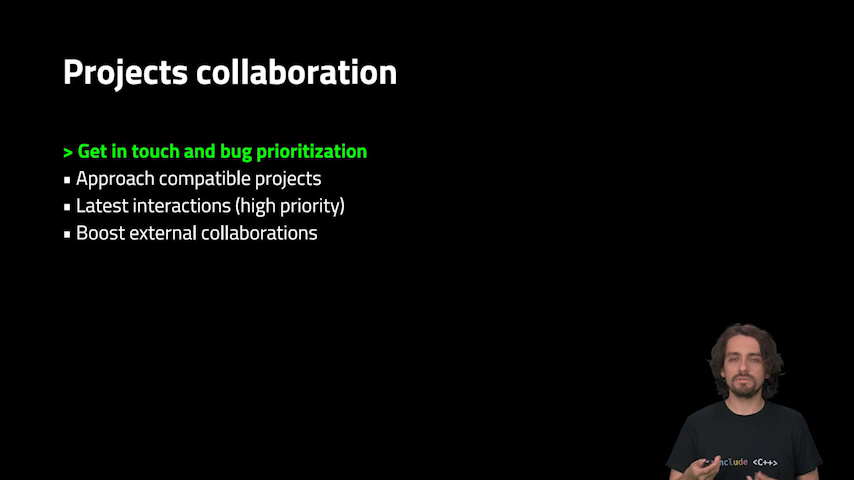 Projects collaboration
> Get in touch and bug prioritization
▪ Approach compatible projects
▪ Latest interactions (high priority)
▪ Boost external collaborations
<C++>